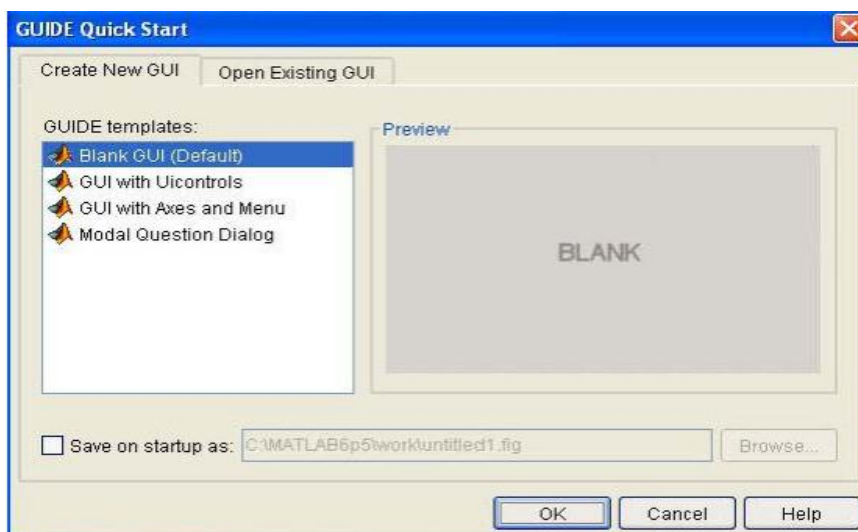 GUIDE Quick Start
Create New GUI
Open Existing GUI
GUIDE templates:
Blank GUI (Default)
GUI with Uicontrols
GUI with Axes and Menu
Modal Question Dialog
Preview
BLANK
Save on startup as:
C:\MATLAB6p5\work\untitled1.fig
Browse...
OK
Cancel
Help